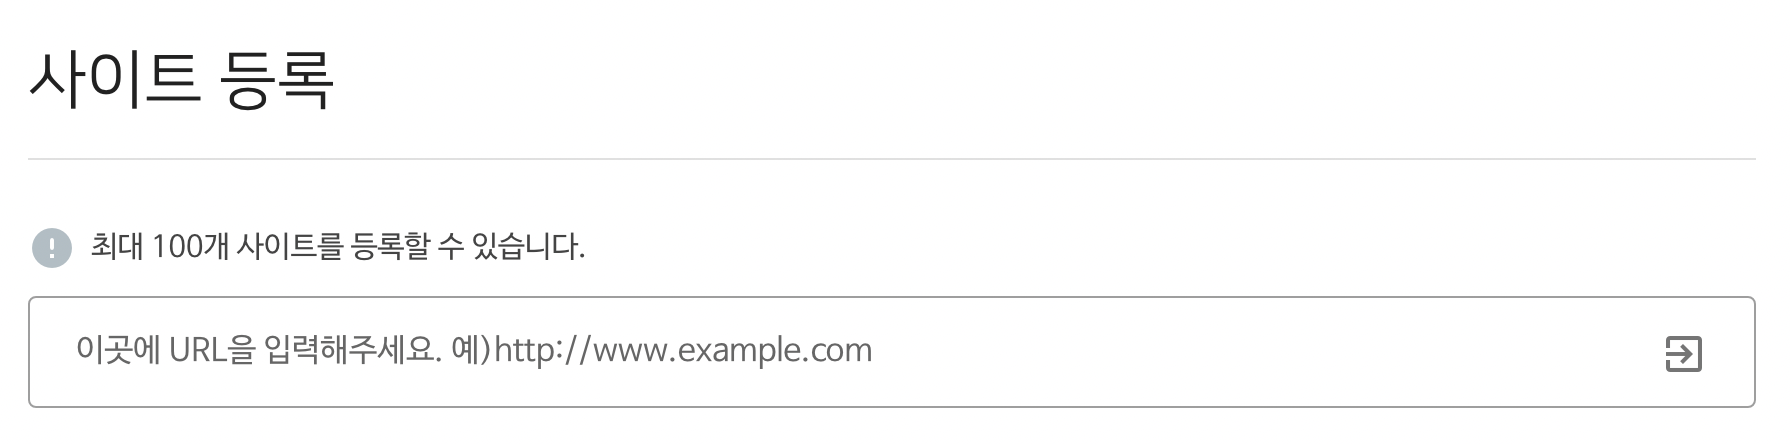 사이트 등록
최대 100개 사이트를 등록할 수 있습니다.
이곳에 URL을 입력해주세요. 예)http://www.example.com